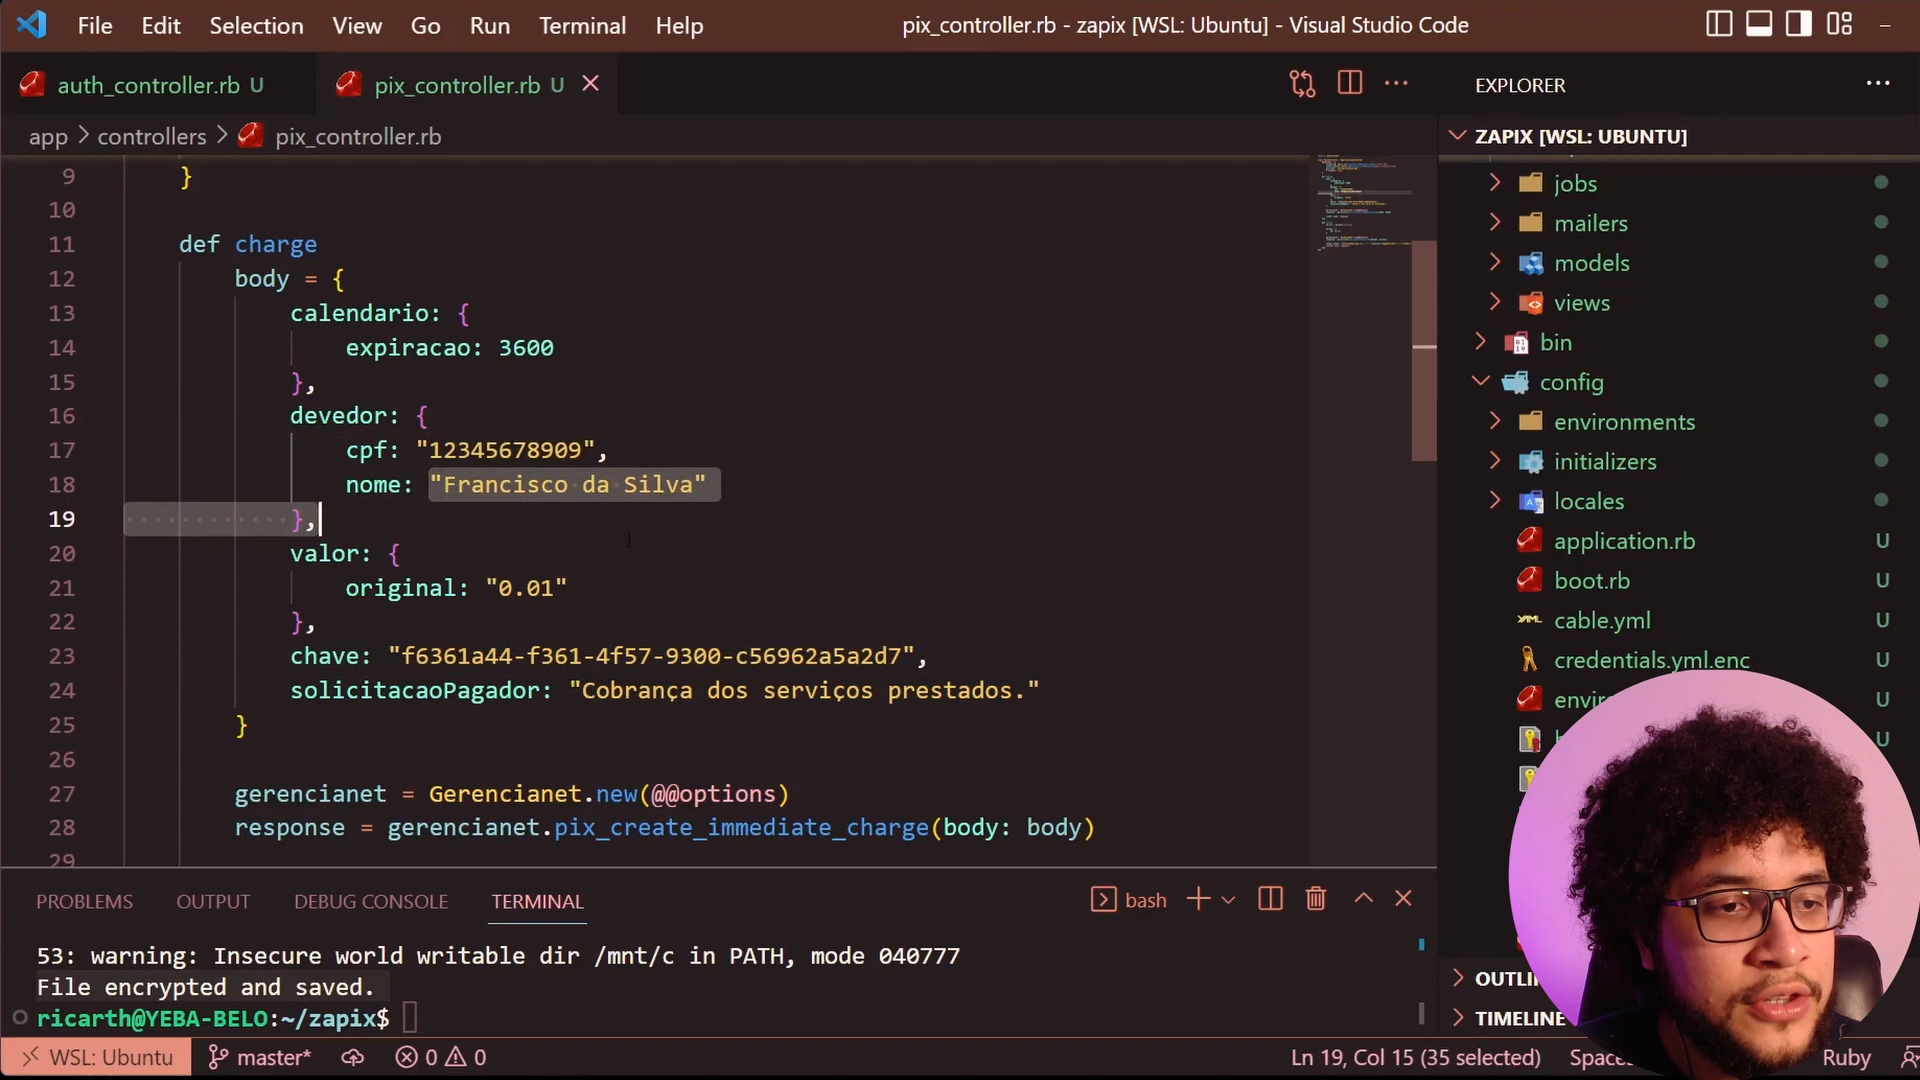 File Edit Selection View Go Run Terminal Help pix_controller.rb - zapix [WSL: Ubuntu] - Visual Studio Code
auth_controller.rb U pix_controller.rb U
EXPLORER
app > controllers > pix_controller.rb
ZAPIX [WSL: UBUNTU]
9 }
10
11 def charge
12 body = {
13 calendario: {
14 expiracao: 3600
15 },
16 devedor: {
17 cpf: "12345678909",
18 nome: "Francisco da Silva"
19 },
20 valor: {
21 original: "0.01"
22 },
23 chave: "f6361a44-f361-4f57-9300-c56962a5a2d7",
24 solicitacaoPagador: "Cobrança dos serviços prestados."
25 }
26
27 gerencianet = Gerencianet.new(@@options)
28 response = gerencianet.pix_create_immediate_charge(body: body)
29
jobs
mailers
models
views
bin
config
environments
initializers
locales
application.rb U
boot.rb U
cable.yml U
credentials.yml.enc U
U
U
OUTLI
TIMELINE
PROBLEMS OUTPUT DEBUG CONSOLE TERMINAL bash
53: warning: Insecure world writable dir /mnt/c in PATH, mode 040777
File encrypted and saved.
ricarth@YEBA-BELO:~/zapix$
WSL: Ubuntu master* 0 0 Ln 19, Col 15 (35 selected) Ruby